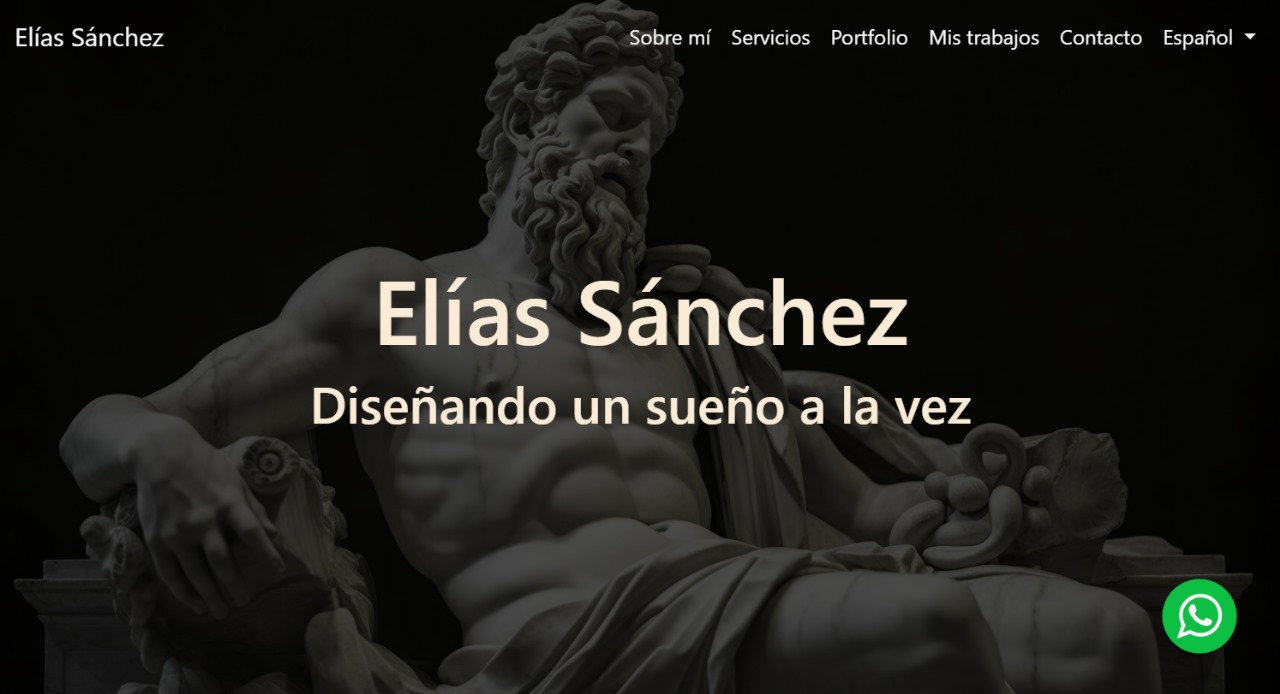 Elías Sánchez
Sobre mí Servicios Portfolio Mis trabajos Contacto Español
Elías Sánchez
Diseñando un sueño a la vez